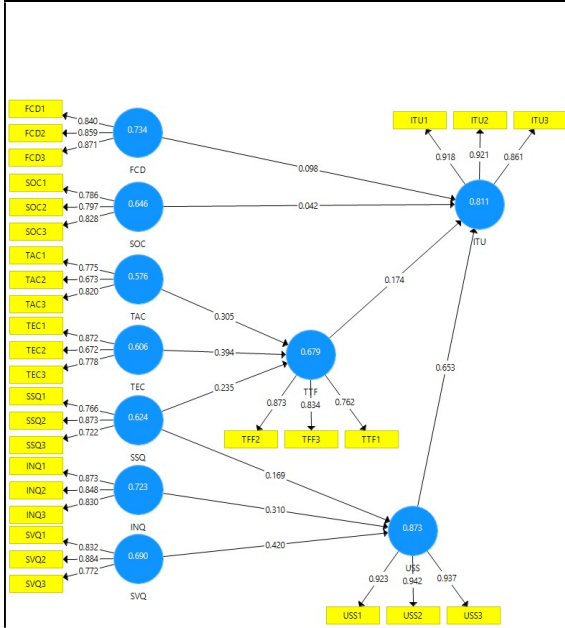 FCD1
FCD2
FCD3
0.840
0.859
0.871
0.734
FCD
SOC1
SOC2
SOC3
0.786
0.797
0.828
0.646
SOC
TAC1
TAC2
TAC3
0.775
0.673
0.820
0.576
TAC
TEC1
TEC2
TEC3
0.872
0.672
0.778
0.606
TEC
SSQ1
SSQ2
SSQ3
0.766
0.873
0.722
0.624
SSQ
INQ1
INQ2
INQ3
0.873
0.848
0.830
0.723
INQ
SVQ1
SVQ2
SVQ3
0.832
0.884
0.772
0.690
SVQ
0.098
0.042
0.305
0.394
0.235
0.169
0.310
0.420
0.679
TTF
0.873
0.834
0.762
TFF2
TFF3
TTF1
0.174
0.653
ITU1
ITU2
ITU3
0.918
0.921
0.861
0.811
ITU
0.873
USS
0.923
0.942
0.937
USS1
USS2
USS3